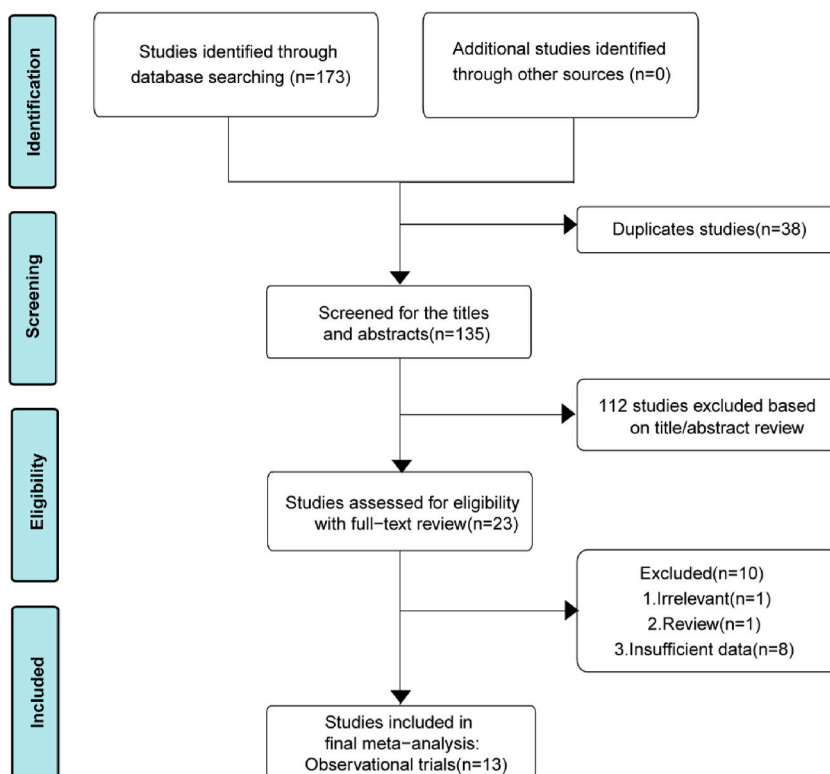 Identification
Studies identified through
database searching (n=173)
Additional studies identified
through other sources (n=0)
Screening
Duplicates studies(n=38)
Screened for the titles
and abstracts(n=135)
112 studies excluded based
on title/abstract review
Eligibility
Studies assessed for eligibility
with full−text review(n=23)
Excluded(n=10)
1.Irrelevant(n=1)
2.Review(n=1)
3.Insufficient data(n=8)
Included
Studies included in
final meta−analysis:
Observational trials(n=13)